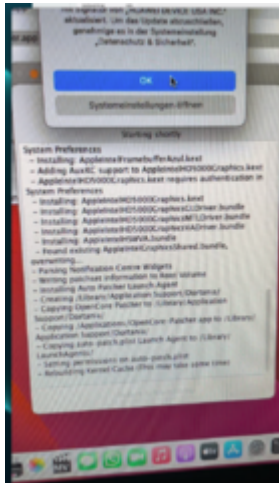 aktualisiert. Um das Update abzuschließen,
genehmige es in der Systemeinstellung
„Datenschutz & Sicherheit“.
OK
Systemeinstellungen öffnen
Starting shortly
System Preferences
- Installing: AppleIntelFramebufferAzul.kext
- Adding AuxKC support to AppleIntelHD5000Graphics.kext
- AppleIntelHD5000Graphics.kext requires authentication in
System Preferences
- Installing: AppleIntelHD5000Graphics.kext
- Installing: AppleIntelHD5000GraphicsGLDriver.bundle
- Installing: AppleIntelHD5000GraphicsMTLDriver.bundle
- Installing: AppleIntelHD5000GraphicsVADriver.bundle
- Installing: AppleIntelHSWVA.bundle
- Found existing AppleIntelGraphicsShared.bundle,
overwriting...
- Parsing Notification Centre Widgets
- Writing patchset information to Root Volume
- Installing Auto Patcher Launch Agent
- Creating /Library/Application Support/Dortania/
- Copying OpenCore Patcher to /Library/Application
Support/Dortania/
- Copying /Applications/OpenCore-Patcher.app to /Library/
Application Support/Dortania/
- Copying auto-patch.plist Launch Agent to /Library/
LaunchAgents/
- Setting permissions on auto-patch.plist
- Rebuilding Kernel Cache (This may take some time)